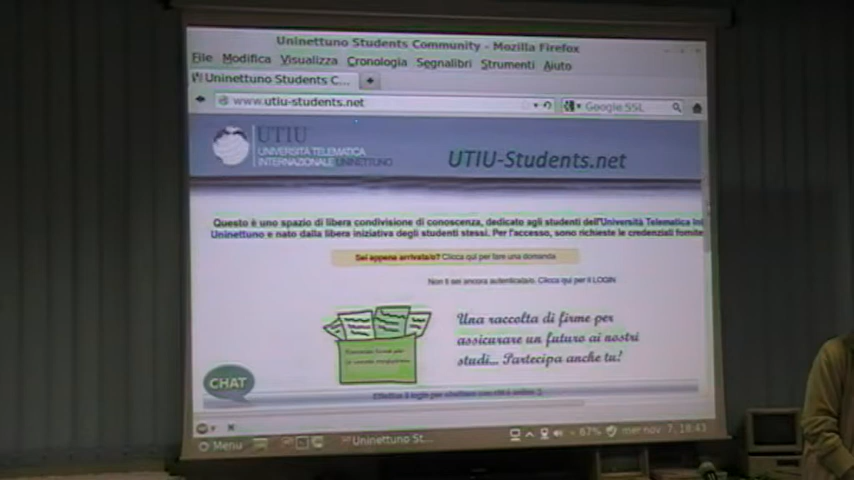 Uninettuno Students Community - Mozilla Firefox
File Modifica Visualizza Cronologia Segnalibri Strumenti Aiuto
Uninettuno Students C...
www.utiu-students.net
Google SSL
UTIU
UNIVERSITÀ TELEMATICA
INTERNAZIONALE UNINETTUNO
UTIU-Students.net
Questo è uno spazio di libera condivisione di conoscenza, dedicato agli studenti dell'Università Telematica In
Uninettuno e nato dalla libera iniziativa degli studenti stessi. Per l'accesso, sono richieste le credenziali fornite
Sei appena arrivata/o? Clicca qui per fare una domanda
Non ti sei ancora autenticata/o. Clicca qui per il LOGIN
Una raccolta di firme per
assicurare un futuro ai nostri
studi... Partecipa anche tu!
CHAT
Menu
Uninettuno St...
67%
mer nov 7, 18:43